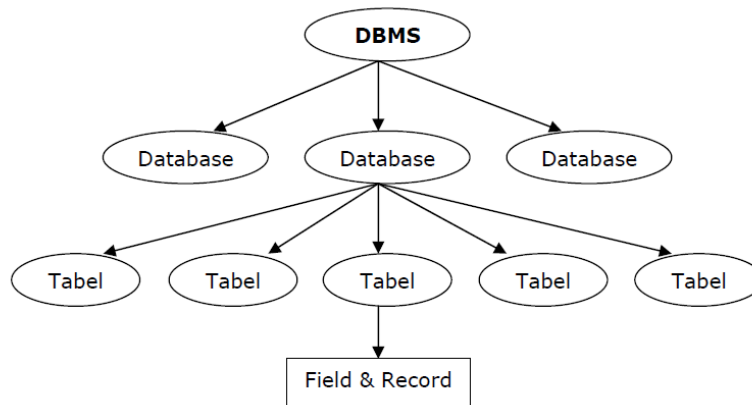 DBMS
Database
Database
Database
Tabel
Tabel
Tabel
Tabel
Tabel
Field & Record